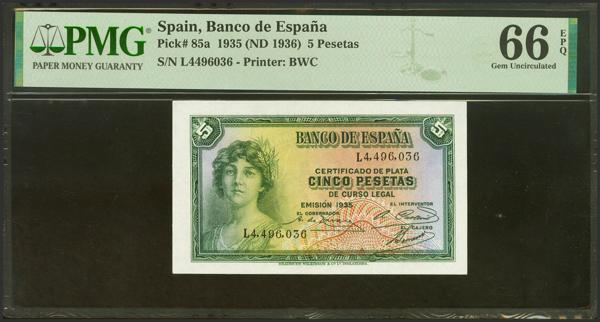 PMG
PAPER MONEY GUARANTY
Spain, Banco de España
Pick# 85a 1935 (ND 1936) 5 Pesetas
S/N L4496036 - Printer: BWC
66 EPQ
Gem Uncirculated
5
BANCO DE ESPAÑA
5
L4,496,036
CERTIFICADO DE PLATA
CINCO PESETAS
DE CURSO LEGAL
EMISIÓN 1935
EL INTERVENTOR
EL GOBERNADOR
EL CAJERO
L4,496,036